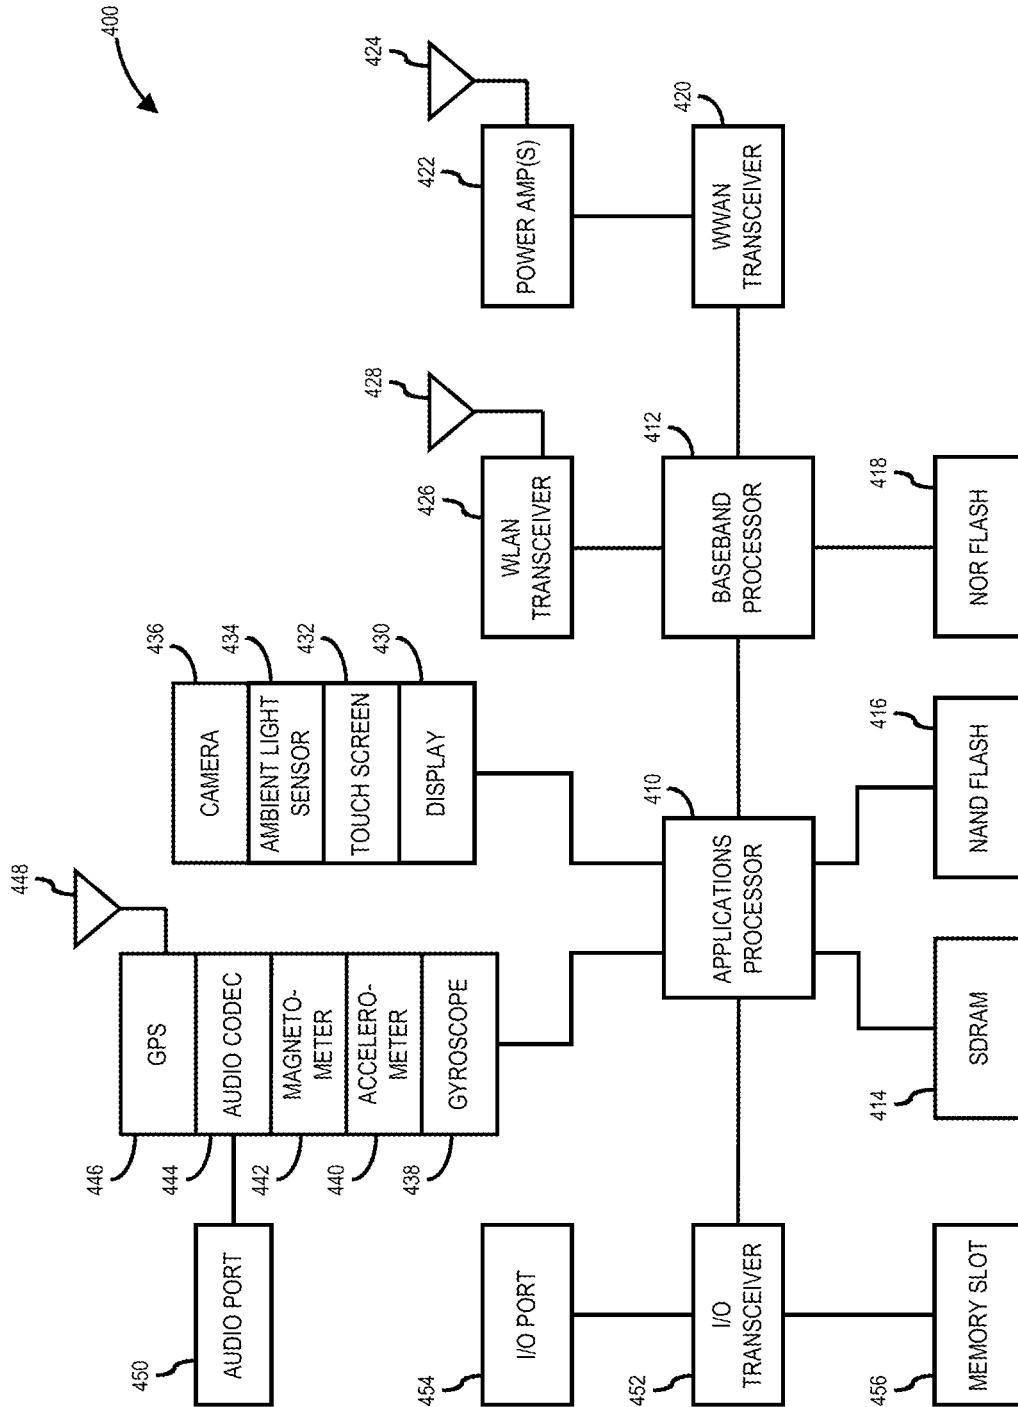 400
448
GPS
446
AUDIO CODEC
444
MAGNETO-
METER
442
ACCELERO-
METER
440
GYROSCOPE
438
AUDIO PORT
450
436
CAMERA
434
AMBIENT LIGHT
SENSOR
432
TOUCH SCREEN
430
DISPLAY
428
426
WLAN
TRANSCEIVER
424
422
POWER AMP(S)
454
I/O PORT
452
I/O
TRANSCEIVER
410
APPLICATIONS
PROCESSOR
412
BASEBAND
PROCESSOR
420
WWAN
TRANSCEIVER
456
MEMORY SLOT
414
SDRAM
416
NAND FLASH
418
NOR FLASH